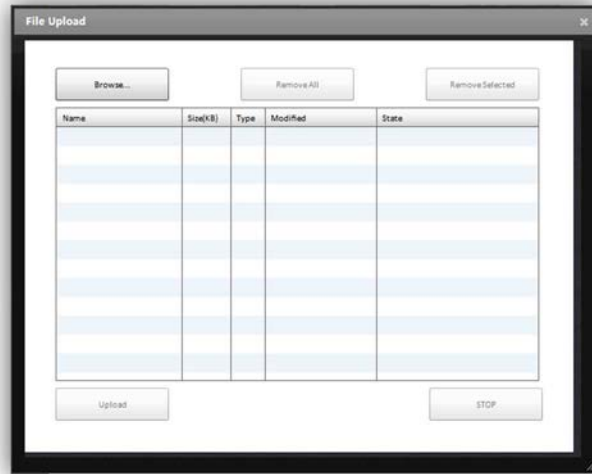 File Upload
Browse... Remove All Remove Selected
Name Size(KB) Type Modified State
Upload STOP